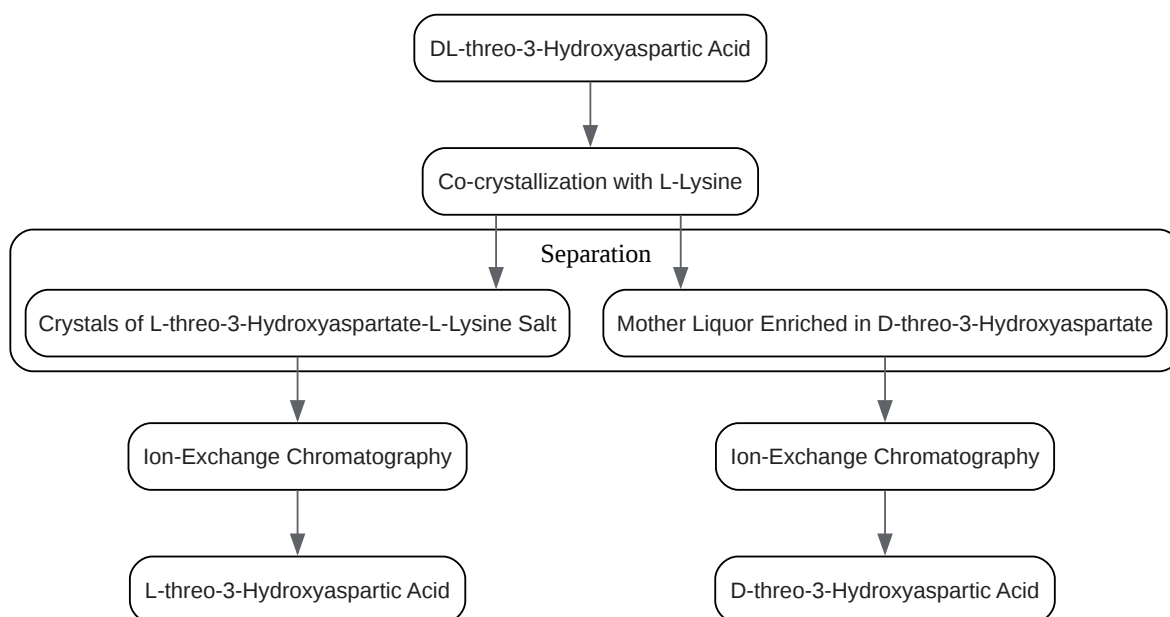 DL-threo-3-Hydroxyaspartic Acid
Co-crystallization with L-Lysine
Separation
Crystals of L-threo-3-Hydroxyaspartate-L-Lysine Salt
Mother Liquor Enriched in D-threo-3-Hydroxyaspartate
Ion-Exchange Chromatography
Ion-Exchange Chromatography
L-threo-3-Hydroxyaspartic Acid
D-threo-3-Hydroxyaspartic Acid